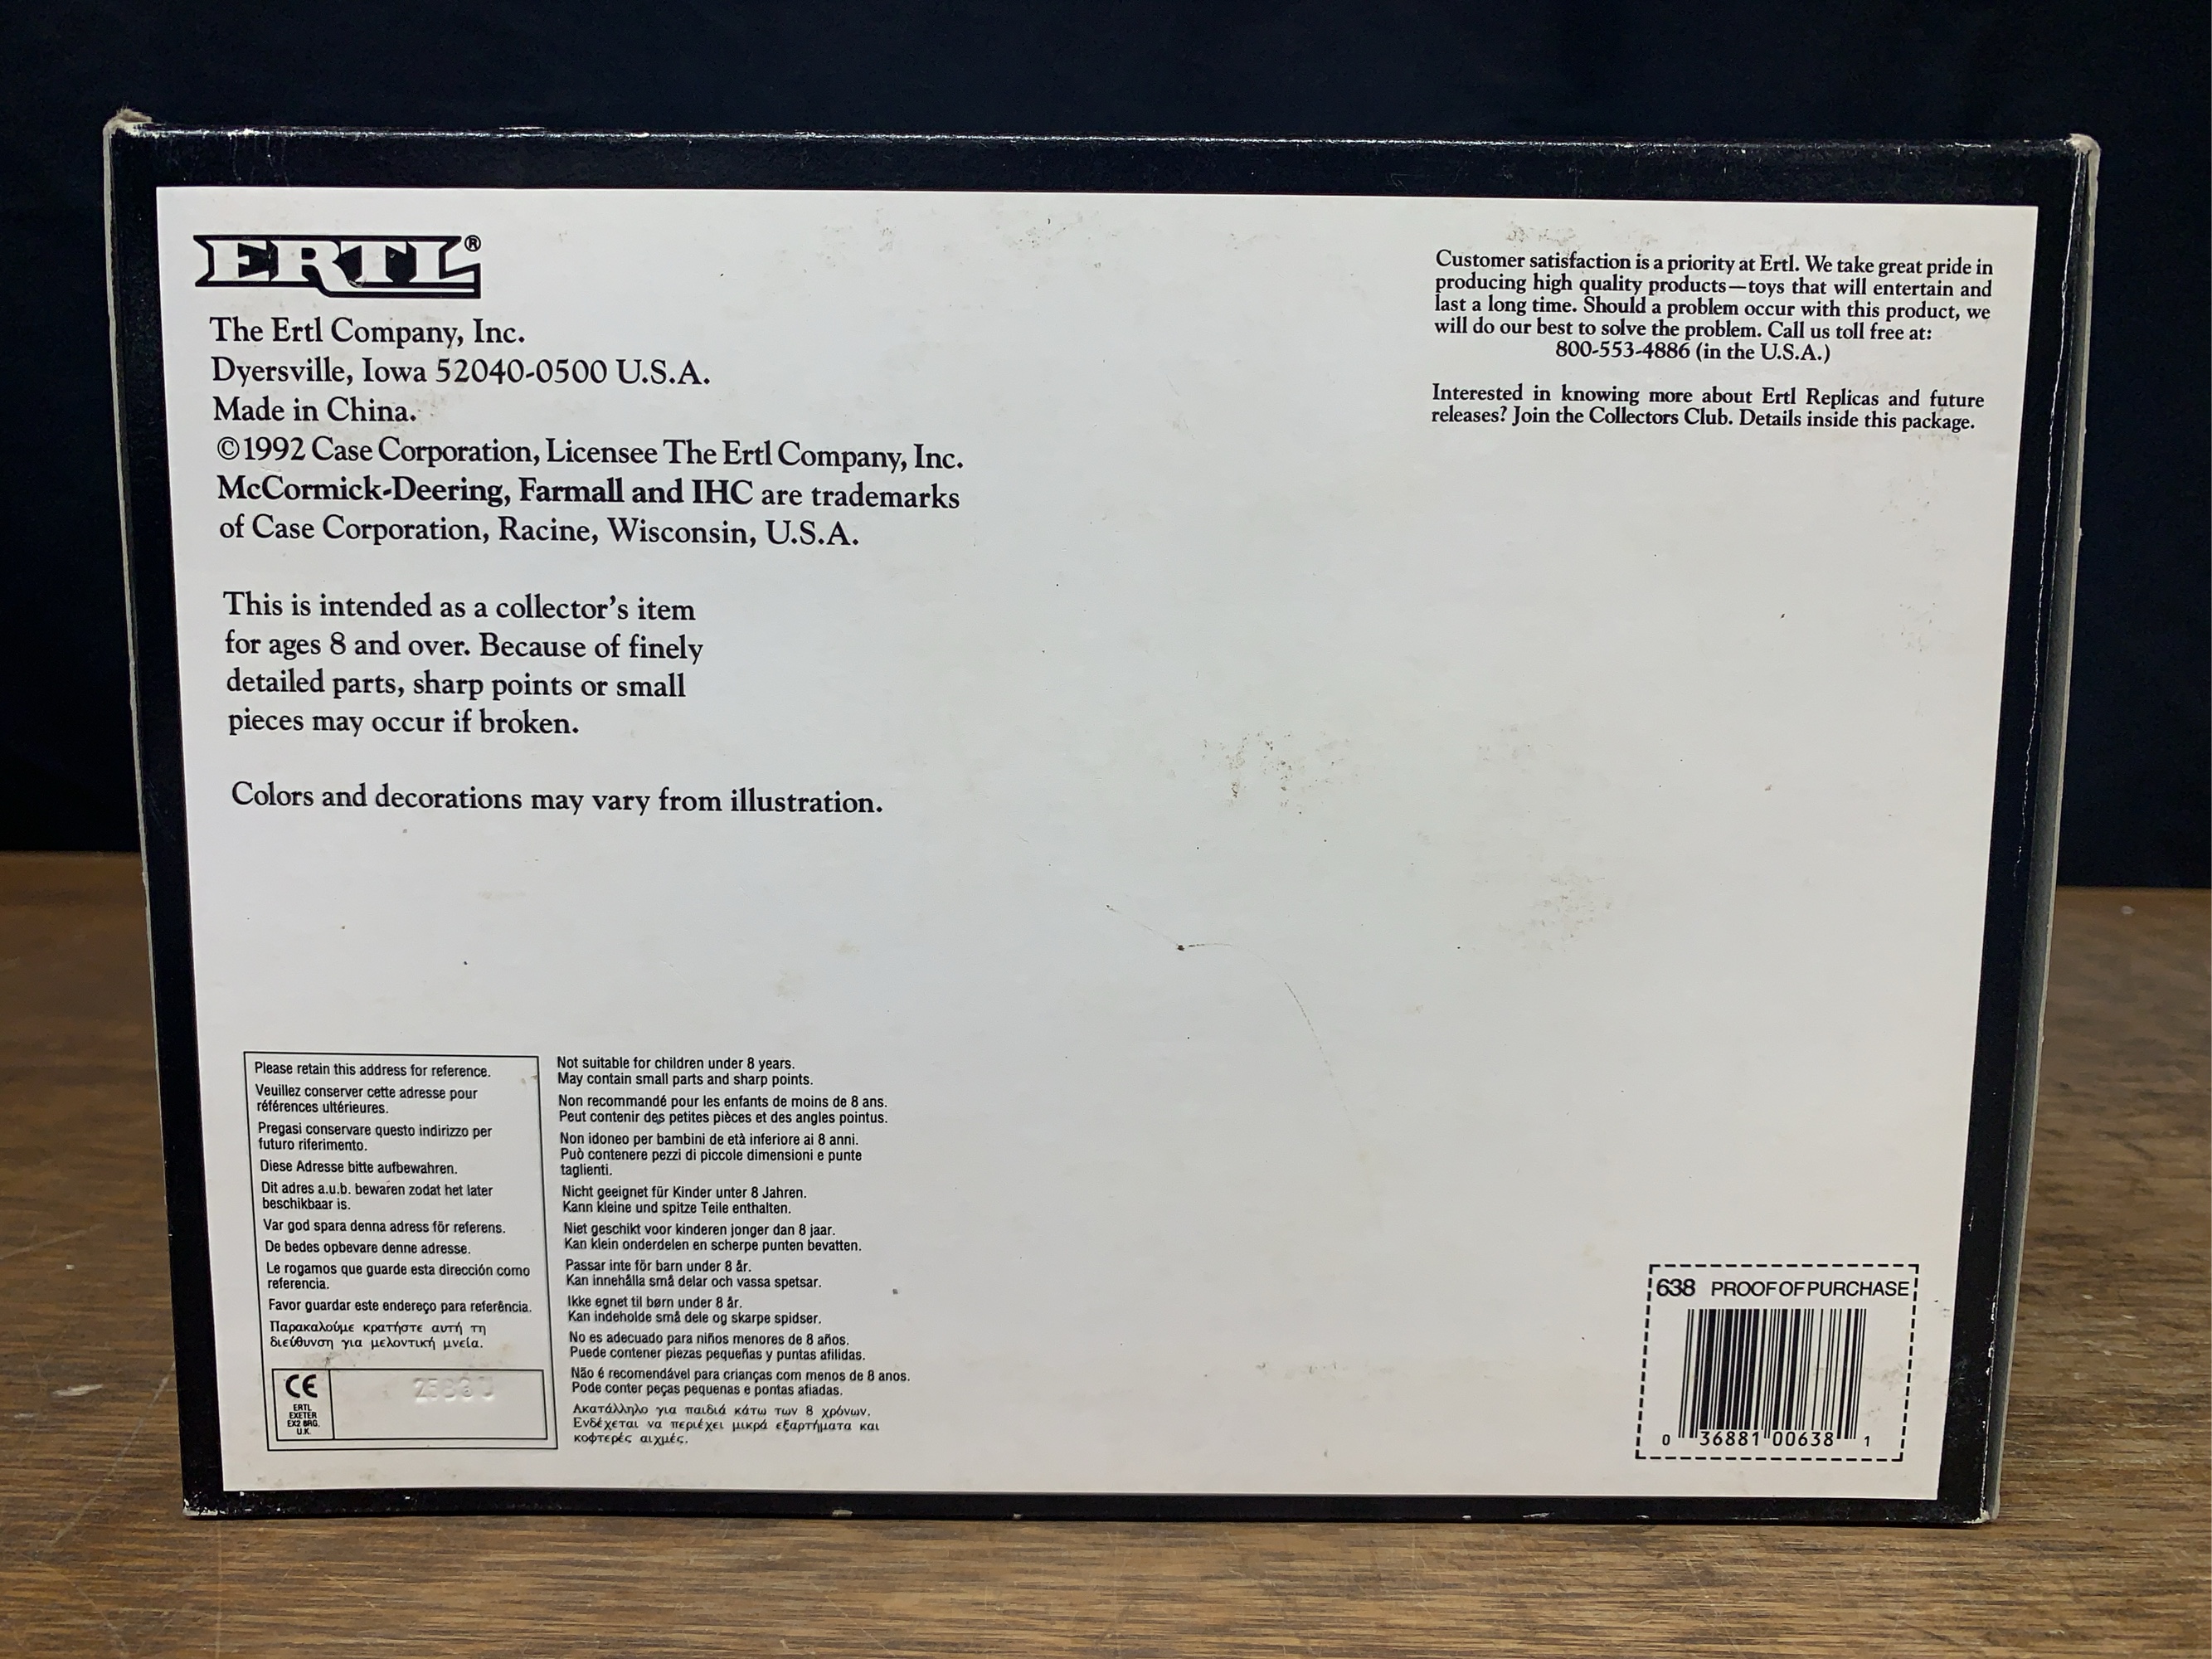 ERTL®
The Ertl Company, Inc.
Dyersville, Iowa 52040-0500 U.S.A.
Made in China.
©1992 Case Corporation, Licensee The Ertl Company, Inc.
McCormick-Deering, Farmall and IHC are trademarks
of Case Corporation, Racine, Wisconsin, U.S.A.
This is intended as a collector's item
for ages 8 and over. Because of finely
detailed parts, sharp points or small
pieces may occur if broken.
Colors and decorations may vary from illustration.
Customer satisfaction is a priority at Ertl. We take great pride in
producing high quality products—toys that will entertain and
last a long time. Should a problem occur with this product, we
will do our best to solve the problem. Call us toll free at:
800-553-4886 (in the U.S.A.)
Interested in knowing more about Ertl Replicas and future
releases? Join the Collectors Club. Details inside this package.
Please retain this address for reference.
Veuillez conserver cette adresse pour
références ultérieures.
Pregasi conservare questo indirizzo per
futuro riferimento.
Diese Adresse bitte aufbewahren.
Dit adres a.u.b. bewaren zodat het later
beschikbaar is.
Var god spara denna adress för referens.
De bedes opbevare denne adresse.
Le rogamos que guarde esta dirección como
referencia.
Favor guardar este endereço para referência.
Παρακαλούμε κρατήστε αυτή τη
διεύθυνση για μελοντική μνεία.
CE
ERTL
EXETER
EX2 8RG.
U.K.
Not suitable for children under 8 years.
May contain small parts and sharp points.
Non recommandé pour les enfants de moins de 8 ans.
Peut contenir des petites pièces et des angles pointus.
Non idoneo per bambini de età inferiore ai 8 anni.
Può contenere pezzi di piccole dimensioni e punte
taglienti.
Nicht geeignet für Kinder unter 8 Jahren.
Kann kleine und spitze Teile enthalten.
Niet geschikt voor kinderen jonger dan 8 jaar.
Kan klein onderdelen en scherpe punten bevatten.
Passar inte för barn under 8 år.
Kan innehålla små delar och vassa spetsar.
Ikke egnet til børn under 8 år.
Kan indeholde små dele og skarpe spidser.
No es adecuado para niños menores de 8 años.
Puede contener piezas pequeñas y puntas afilidas.
Não é recomendável para crianças com menos de 8 anos.
Pode conter peças pequenas e pontas afiadas.
Ακατάλληλο για παιδιά κάτω των 8 χρόνων.
Ενδέχεται να περιέχει μικρά εξαρτήματα και
κοφτερές αιχμές.
638 PROOF OF PURCHASE
0 36881 00638 1